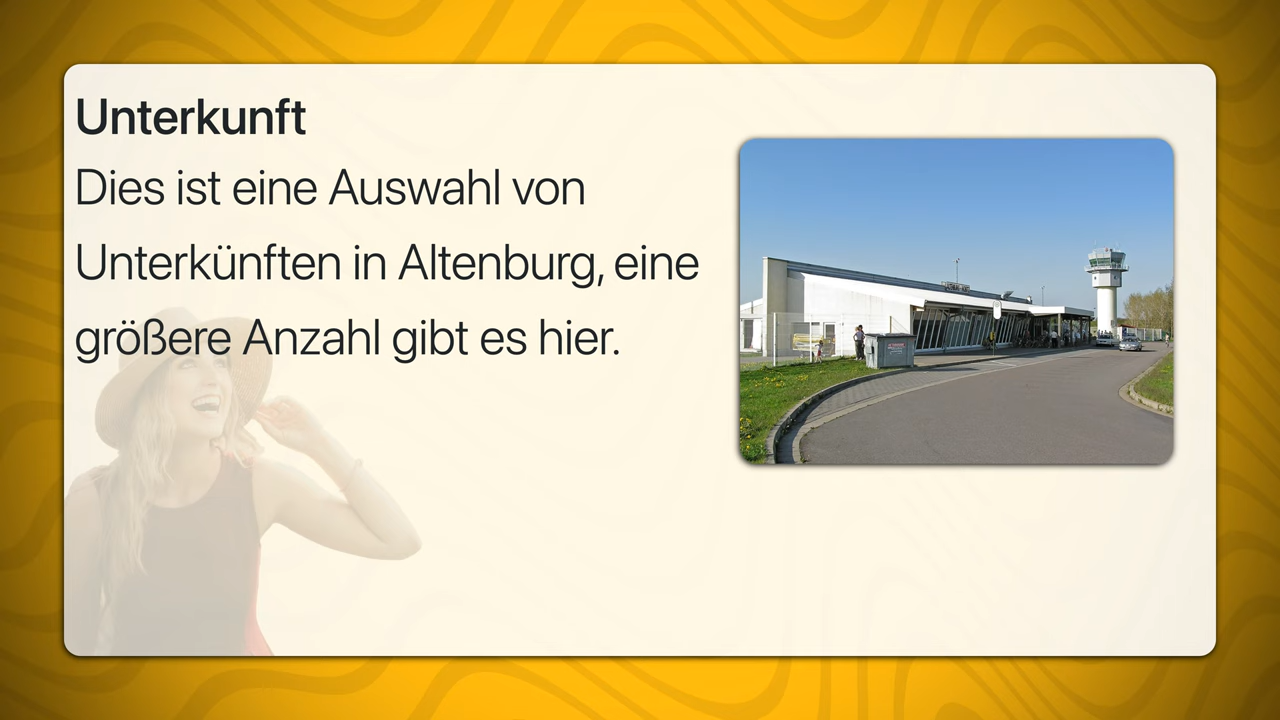 Unterkunft
Dies ist eine Auswahl von
Unterkünften in Altenburg, eine
größere Anzahl gibt es hier.